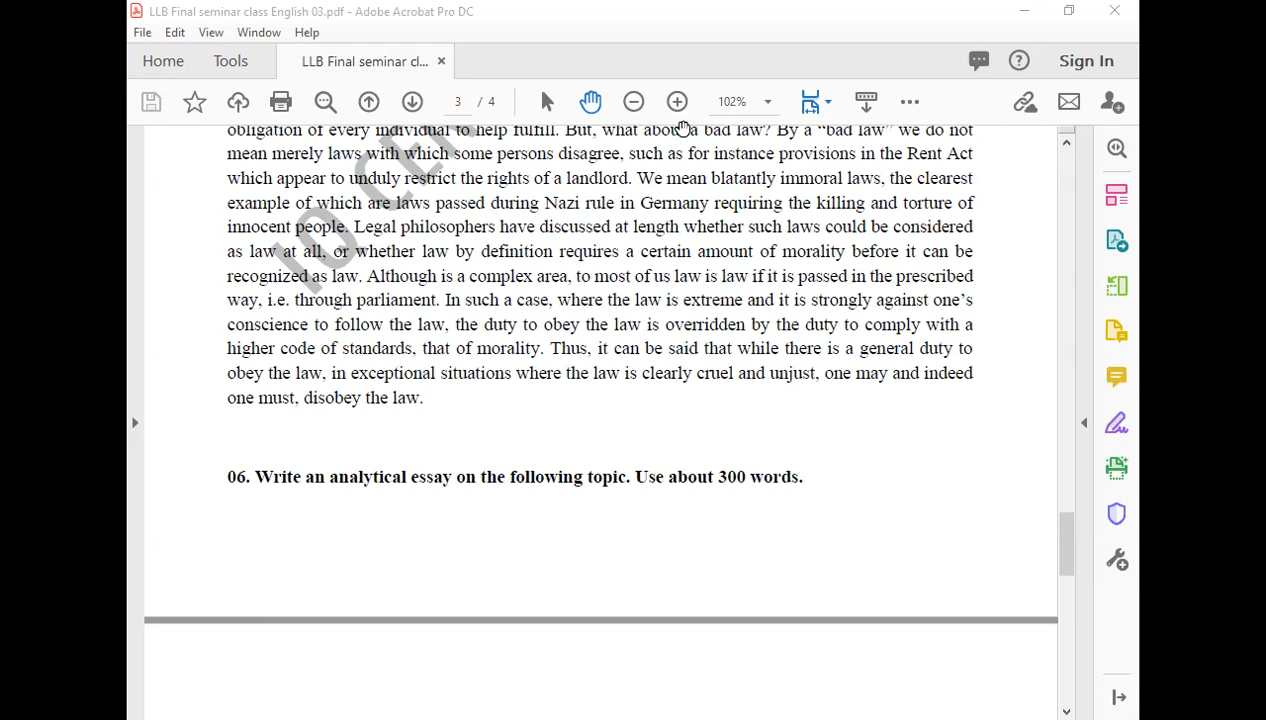 LLB Final seminar class English 03.pdf - Adobe Acrobat Pro DC
File Edit View Window Help
Home Tools LLB Final seminar cl... × Sign In
3 / 4 102%
obligation of every individual to help fulfill. But, what about a bad law? By a “bad law” we do not
mean merely laws with which some persons disagree, such as for instance provisions in the Rent Act
which appear to unduly restrict the rights of a landlord. We mean blatantly immoral laws, the clearest
example of which are laws passed during Nazi rule in Germany requiring the killing and torture of
innocent people. Legal philosophers have discussed at length whether such laws could be considered
as law at all, or whether law by definition requires a certain amount of morality before it can be
recognized as law. Although is a complex area, to most of us law is law if it is passed in the prescribed
way, i.e. through parliament. In such a case, where the law is extreme and it is strongly against one’s
conscience to follow the law, the duty to obey the law is overridden by the duty to comply with a
higher code of standards, that of morality. Thus, it can be said that while there is a general duty to
obey the law, in exceptional situations where the law is clearly cruel and unjust, one may and indeed
one must, disobey the law.
06. Write an analytical essay on the following topic. Use about 300 words.